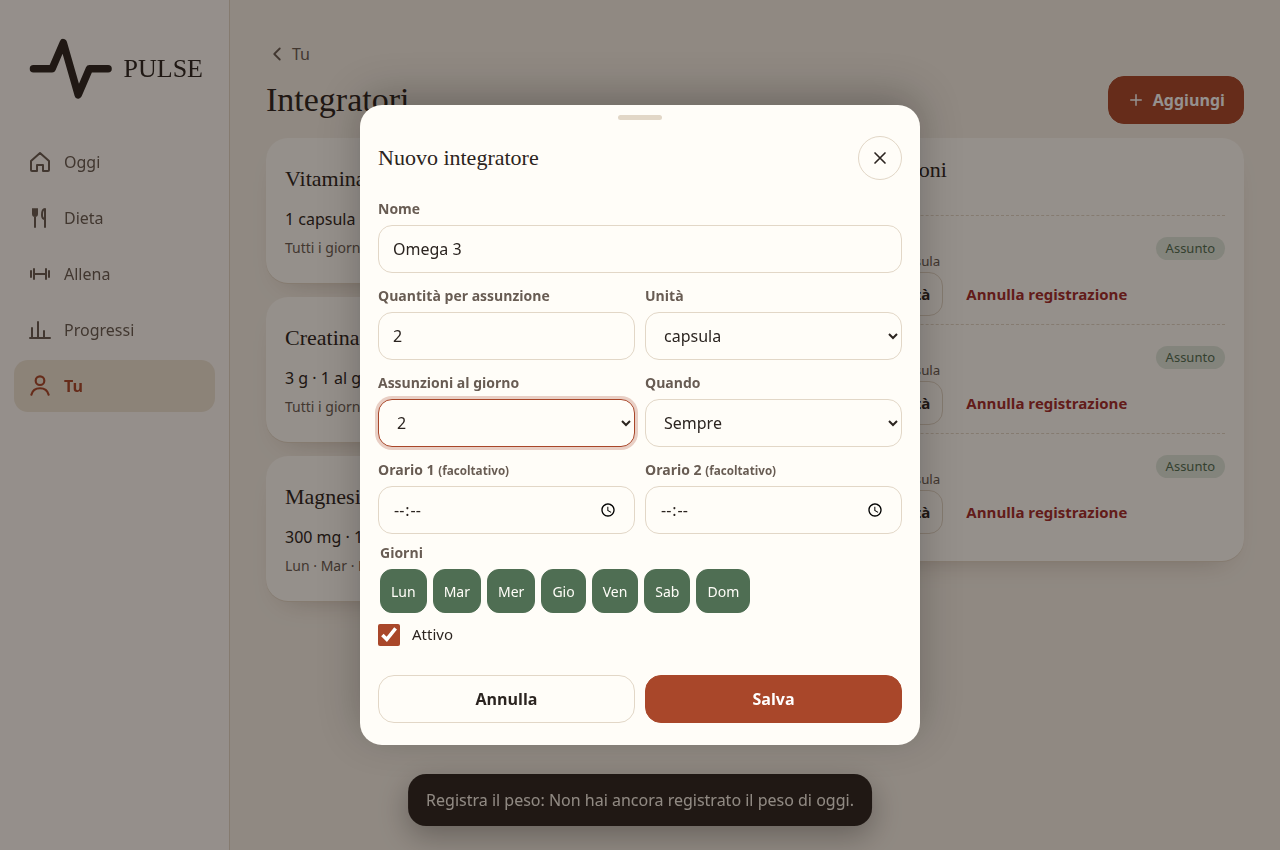 PULSE
Oggi
Dieta
Allena
Progressi
Tu
Tu
Integratori
Aggiungi
1 capsula
Tutti i giorn
Creatina
3 g · 1 al g
Tutti i giorn
300 mg · 1
Lun · Mar ·
Assunto
Annulla registrazione
Assunto
Annulla registrazione
Assunto
Annulla registrazione
Nuovo integratore
Nome
Omega 3
Quantità per assunzione
Unità
2
capsula
Assunzioni al giorno
Quando
2
Sempre
Orario 1 (facoltativo)
Orario 2 (facoltativo)
--:--
--:--
Giorni
Lun Mar Mer Gio Ven Sab Dom
Attivo
Annulla
Salva
Registra il peso: Non hai ancora registrato il peso di oggi.